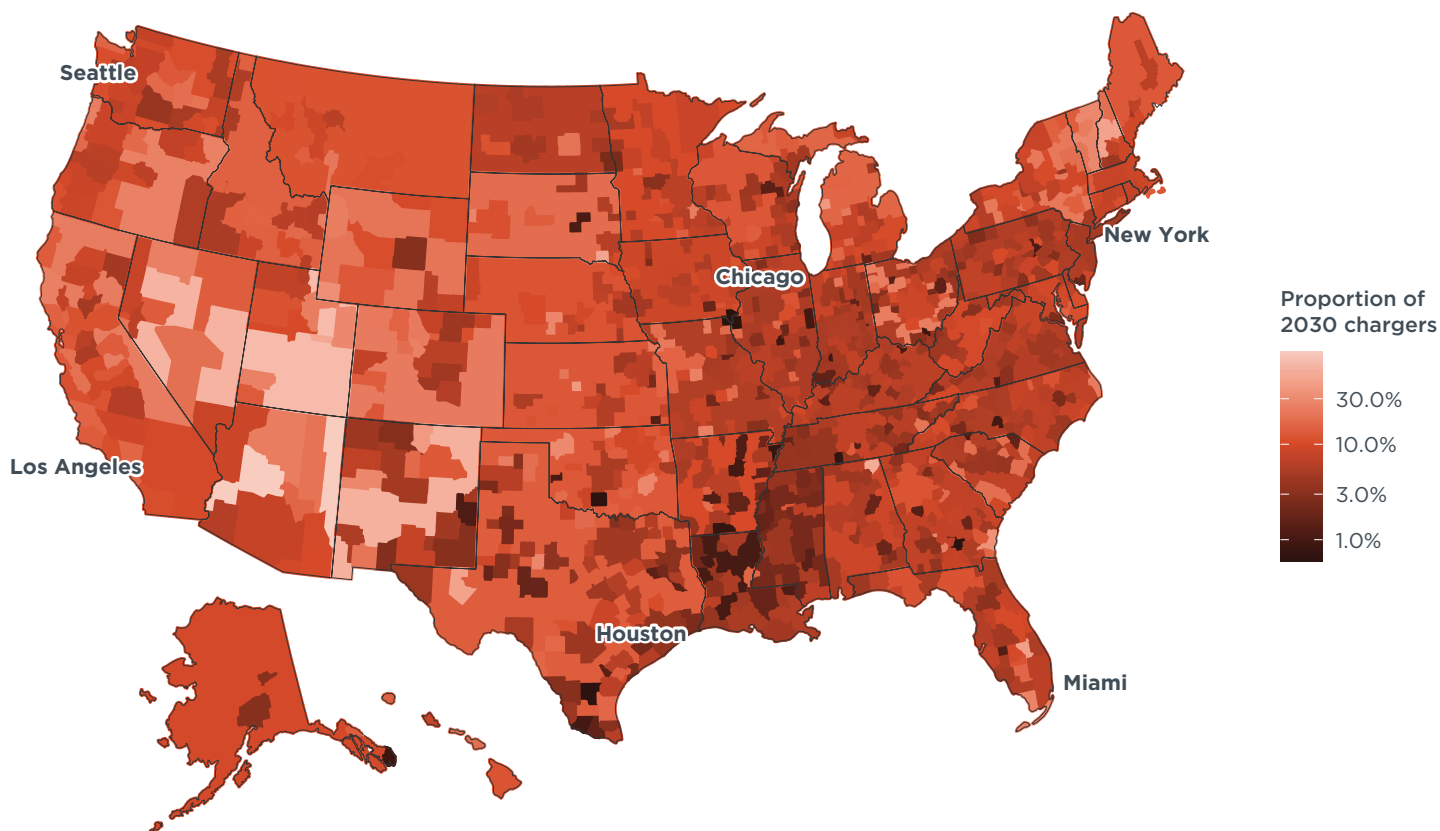 Seattle
New York
Chicago
Proportion of
2030 chargers
30.0%
10.0%
Los Angeles
3.0%
1.0%
Houston
Miami